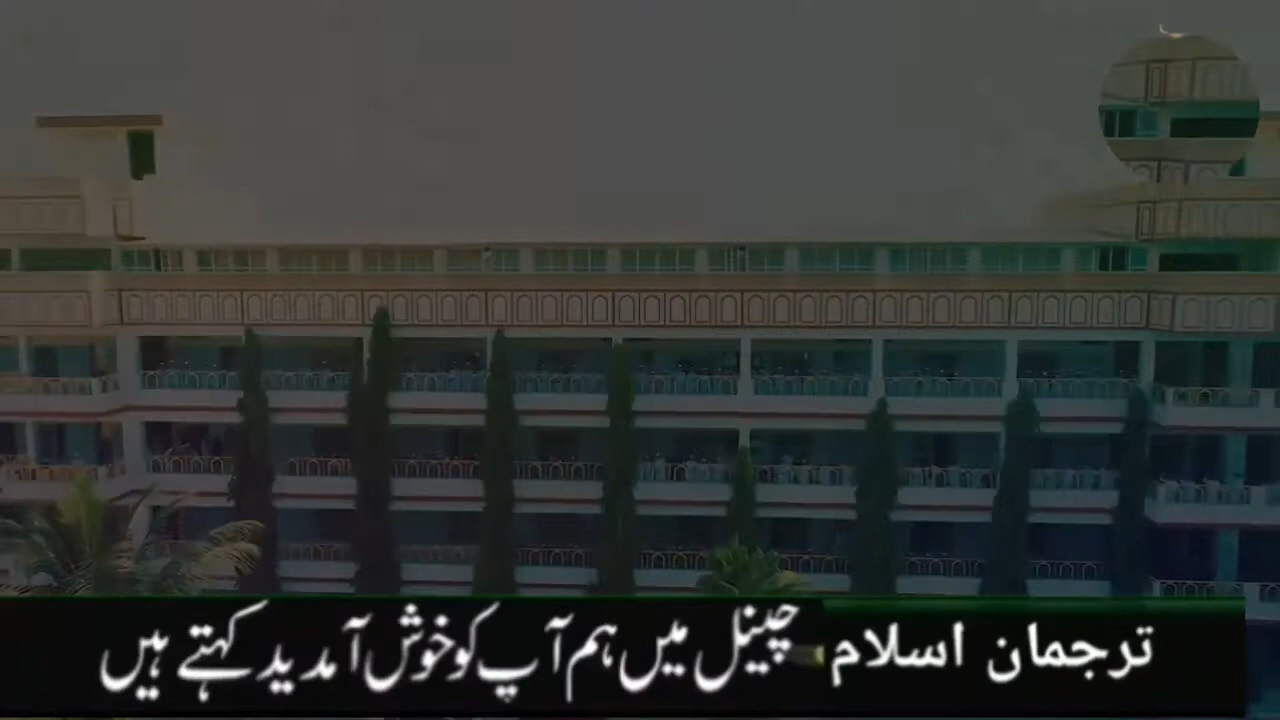 ترجمان اسلام چینل میں ہم آپ کو خوش آمدید کہتے ہیں